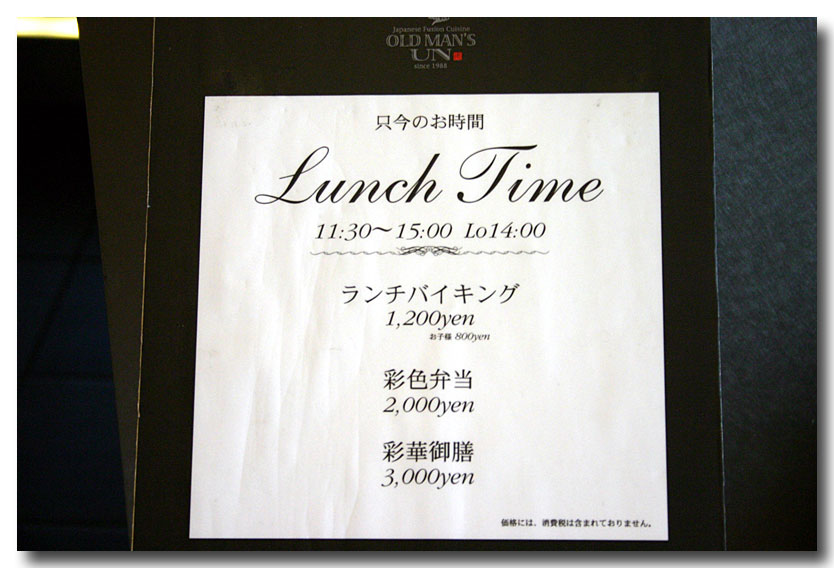 Japanese Fusion Cuisine
OLD MAN'S
UN
since 1988
只今のお時間
Lunch Time
11:30〜15:00 Lo14:00
ランチバイキング
1,200yen
お子様 800yen
彩色弁当
2,000yen
彩華御膳
3,000yen
価格には、消費税は含まれておりません。